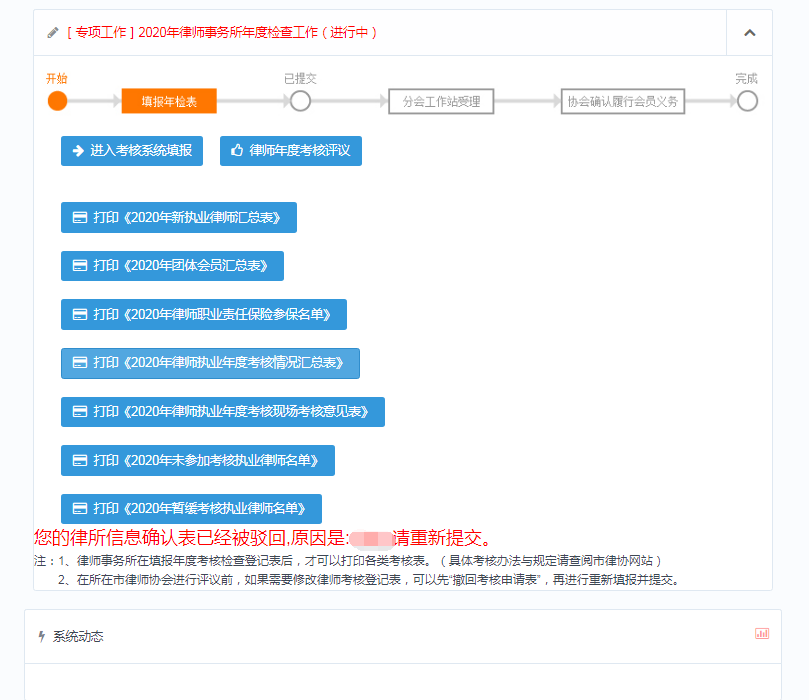 [ 专项工作 ] 2020年律师事务所年度检查工作（进行中）
开始
已提交
完成
填报年检表
分会工作站受理
协会确认履行会员义务
进入考核系统填报
律师年度考核评议
打印《2020年新执业律师汇总表》
打印《2020年团体会员汇总表》
打印《2020年律师职业责任保险参保名单》
打印《2020年律师执业年度考核情况汇总表》
打印《2020年律师执业年度考核现场考核意见表》
打印《2020年未参加考核执业律师名单》
打印《2020年暂缓考核执业律师名单》
您的律所信息确认表已经被驳回,原因是:请重新提交。
注：1、律师事务所在填报年度考核检查登记表后，才可以打印各类考核表。（具体考核办法与规定请查阅市律协网站）
2、在所在市律师协会进行评议前，如果需要修改律师考核登记表，可以先“撤回考核申请表”，再进行重新填报并提交。
系统动态